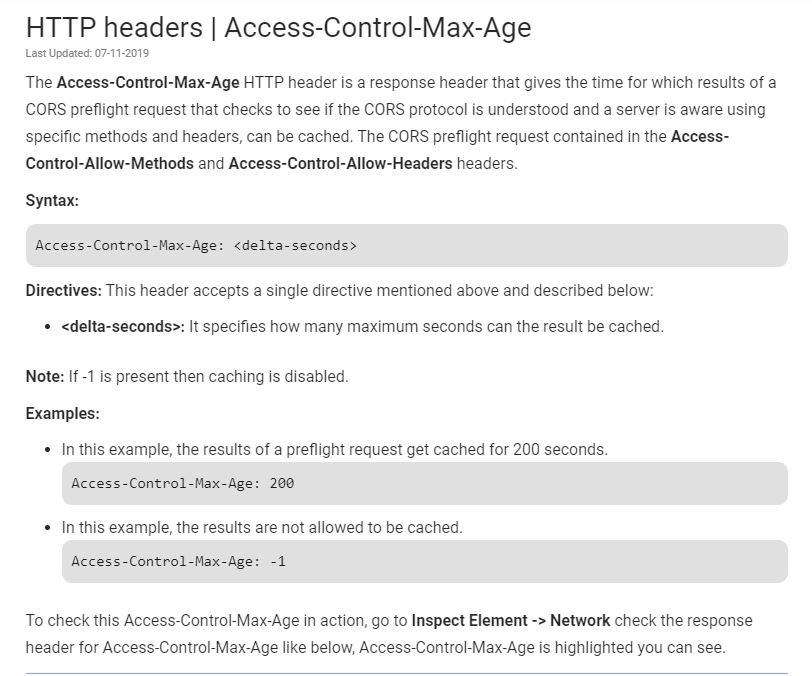 HTTP headers | Access-Control-Max-Age
Last Updated: 07-11-2019
The Access-Control-Max-Age HTTP header is a response header that gives the time for which results of a
CORS preflight request that checks to see if the CORS protocol is understood and a server is aware using
specific methods and headers, can be cached. The CORS preflight request contained in the Access-
Control-Allow-Methods and Access-Control-Allow-Headers headers.
Syntax:
Access-Control-Max-Age: <delta-seconds>
Directives: This header accepts a single directive mentioned above and described below:
• <delta-seconds>: It specifies how many maximum seconds can the result be cached.
Note: If -1 is present then caching is disabled.
Examples:
• In this example, the results of a preflight request get cached for 200 seconds.
Access-Control-Max-Age: 200
• In this example, the results are not allowed to be cached.
Access-Control-Max-Age: -1
To check this Access-Control-Max-Age in action, go to Inspect Element -> Network check the response
header for Access-Control-Max-Age like below, Access-Control-Max-Age is highlighted you can see.